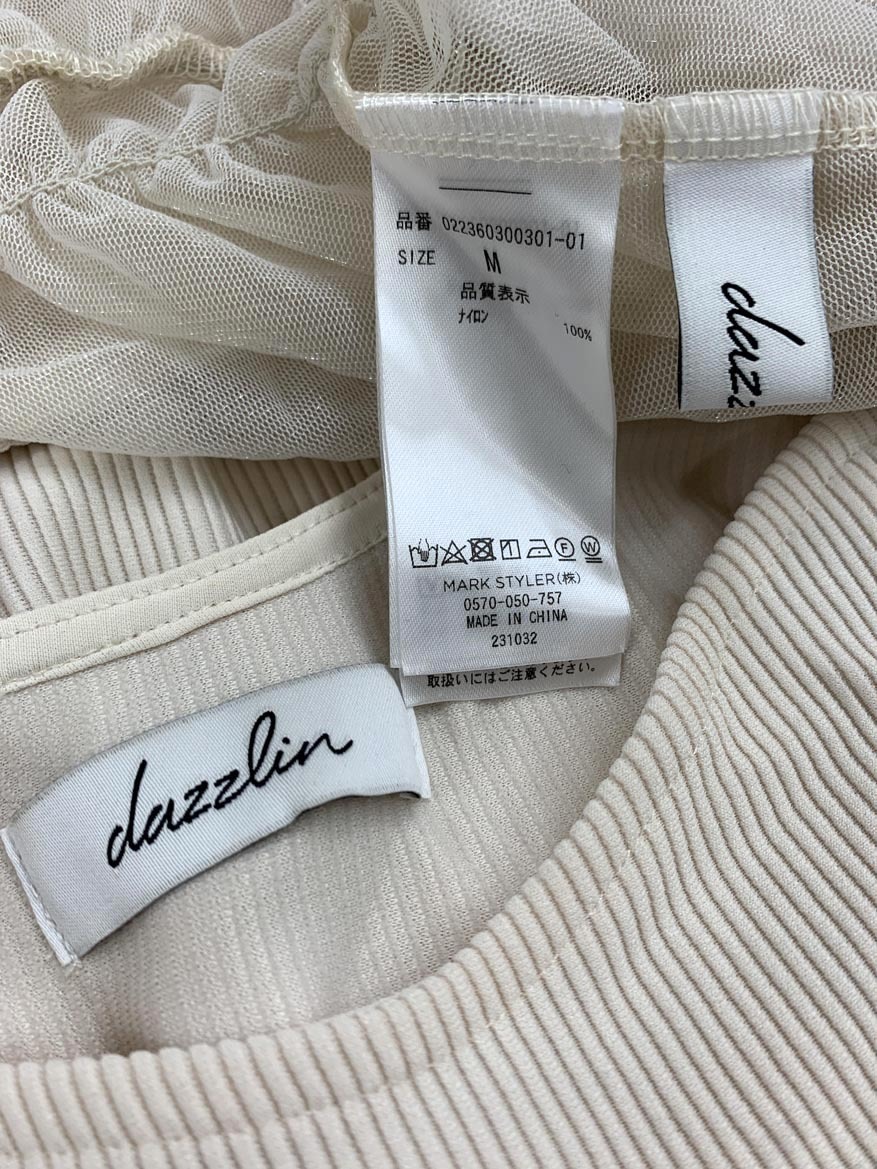 品番 022360300301-01
SIZE M
品質表示
ナイロン 100%
MARK STYLER(株)
0570-050-757
MADE IN CHINA
231032
取扱いにはご注意ください。
dazzlin